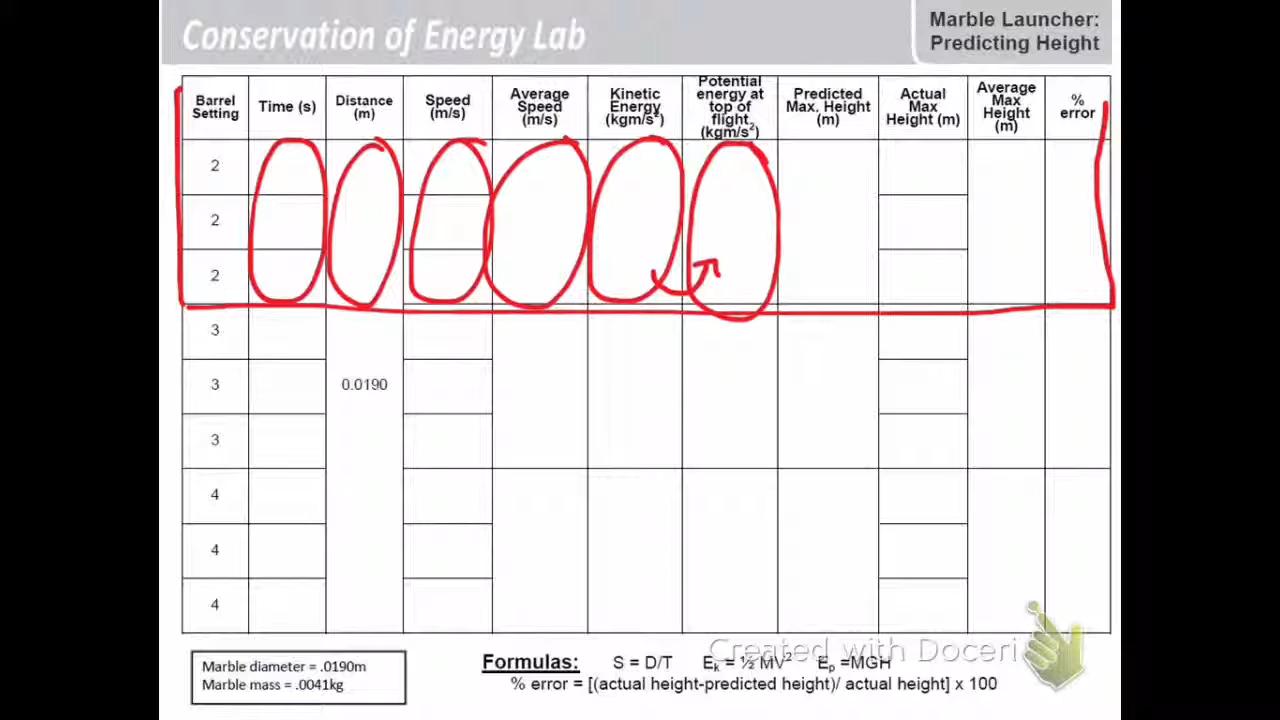 Conservation of Energy Lab
Marble Launcher:
Predicting Height
Barrel
Setting
Time (s)
Distance
(m)
Speed
(m/s)
Average
Speed
(m/s)
Kinetic
Energy
(kgm/s²)
Potential
energy at
top of
flight
(kgm/s²)
Predicted
Max. Height
(m)
Actual
Max
Height (m)
Average
Max
Height
(m)
%
error
2
2
2
3
3 0.0190
3
4
4
4
Marble diameter = .0190m
Marble mass = .0041kg
Formulas: S = D/T Eₖ = ½ MV² Eₚ =MGH
% error = [(actual height-predicted height)/ actual height] x 100
Created with Doceri